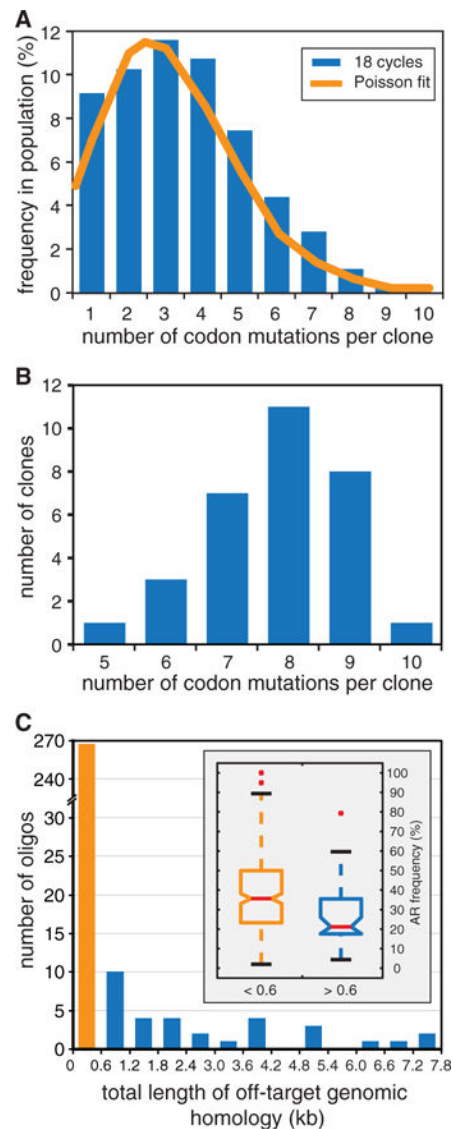 A
frequency in population (%)
12
10
8
6
4
2
0
18 cycles
Poisson fit
1 2 3 4 5 6 7 8 9 10
number of codon mutations per clone
B
number of clones
12
10
8
6
4
2
0
5 6 7 8 9 10
number of codon mutations per clone
C
number of oligos
270
240
30
25
20
15
10
5
0
100
90
80
70
60
50
40
30
20
10
0
AR frequency (%)
< 0.6 > 0.6
0 0.6 1.2 1.8 2.4 3.0 3.6 4.2 4.8 5.2 5.8 6.0 6.6 7.2 7.8
total length of off-target genomic
homology (kb)